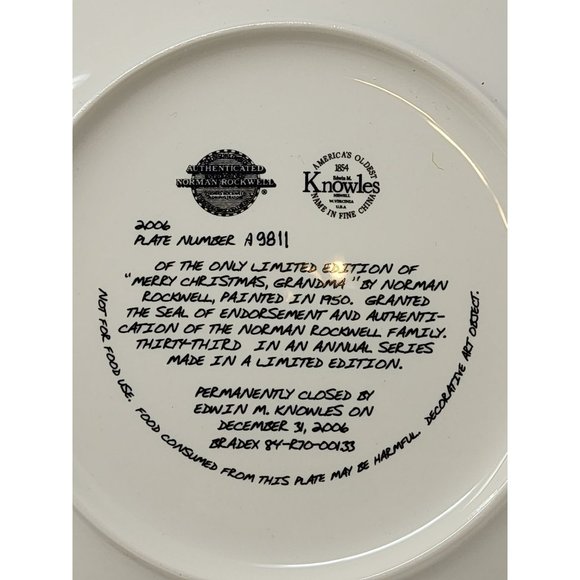 AUTHENTICATED
NORMAN ROCKWELL
®
AMERICA'S OLDEST
1854
Edwin M.
Knowles
NEWELL
W. VIRGINIA
U.S.A.
NAME IN FINE CHINA
2006
PLATE NUMBER A9811
OF THE ONLY LIMITED EDITION OF
"MERRY CHRISTMAS, GRANDMA" BY NORMAN
ROCKWELL, PAINTED IN 1950. GRANTED
THE SEAL OF ENDORSEMENT AND AUTHENTI-
CATION OF THE NORMAN ROCKWELL FAMILY.
THIRTY-THIRD IN AN ANNUAL SERIES
MADE IN A LIMITED EDITION.
PERMANENTLY CLOSED BY
EDWIN M. KNOWLES ON
DECEMBER 31, 2006
BRADEX 84-R70-00133
NOT FOR FOOD USE. FOOD CONSUMED FROM THIS PLATE MAY BE HARMFUL. DECORATIVE ART OBJECT.